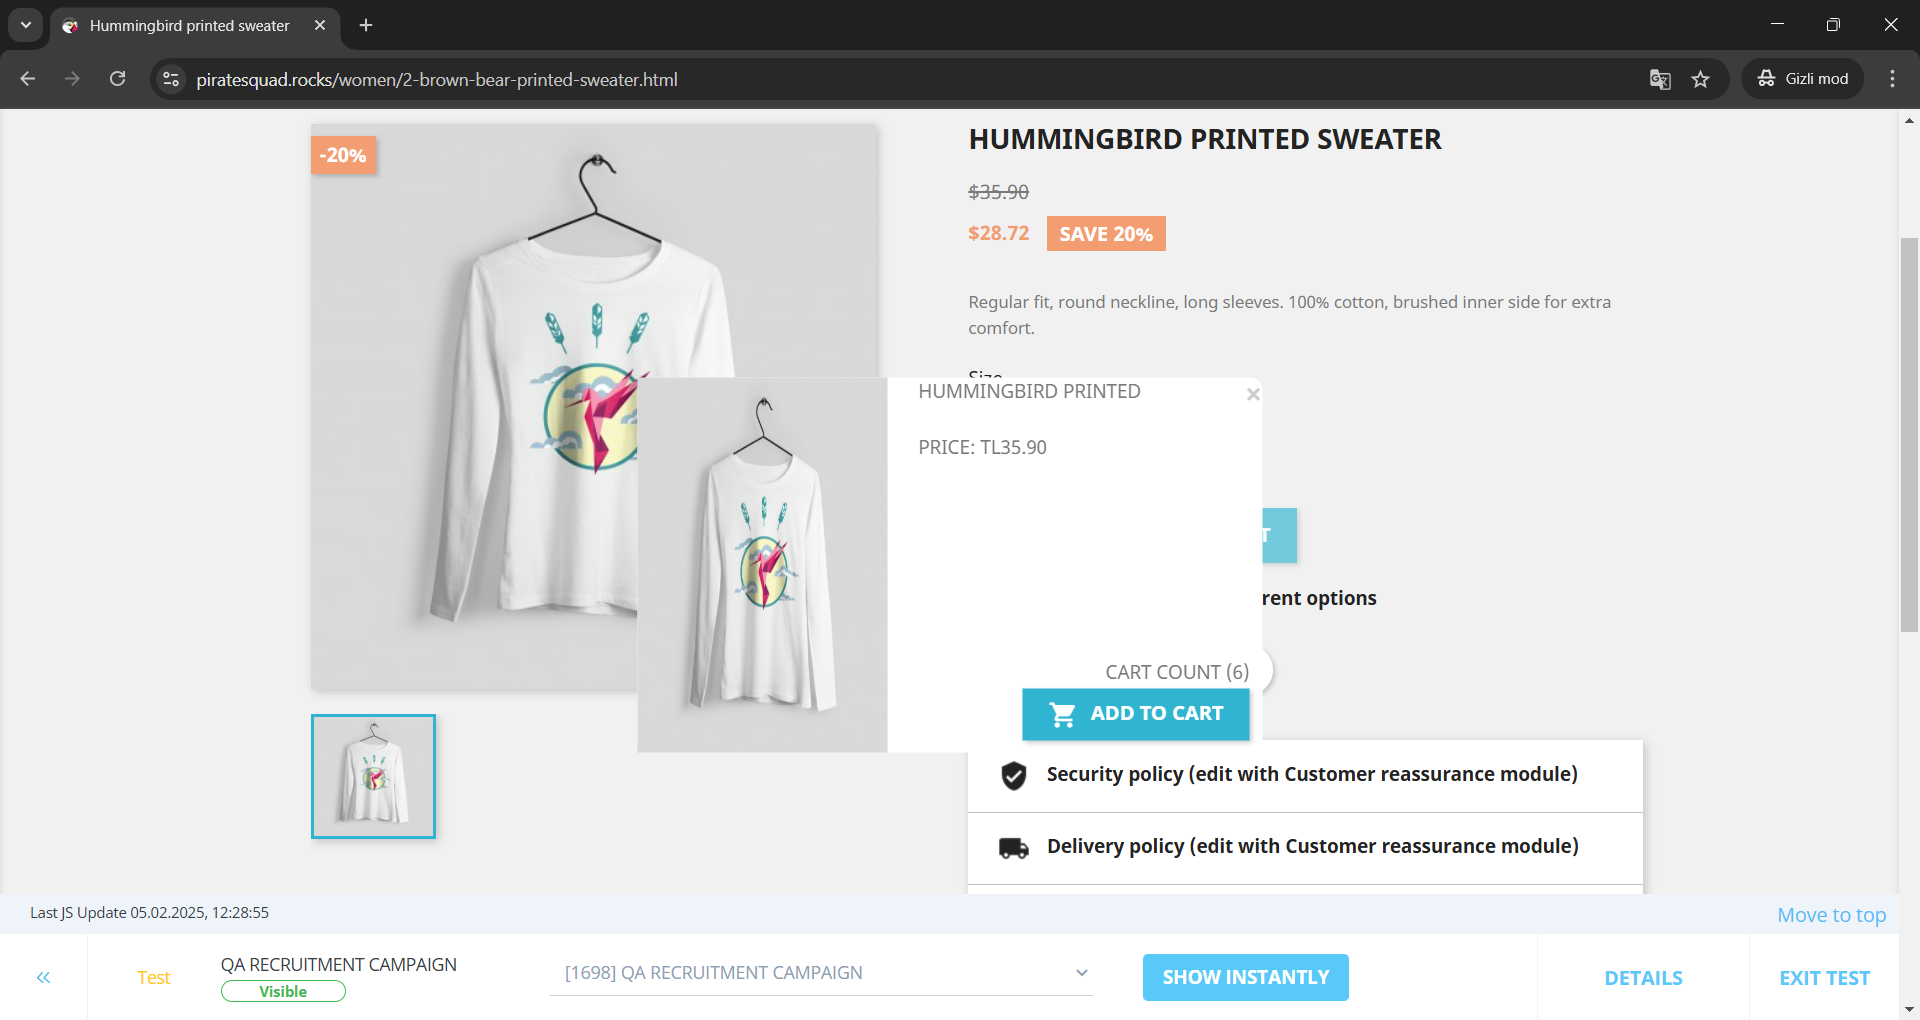 Hummingbird printed sweater
piratesquad.rocks/women/2-brown-bear-printed-sweater.html
Gizli mod
-20%
HUMMINGBIRD PRINTED SWEATER
$35.90
$28.72
SAVE 20%
Regular fit, round neckline, long sleeves. 100% cotton, brushed inner side for extra
comfort.
Size
HUMMINGBIRD PRINTED
PRICE: TL35.90
T
rent options
CART COUNT (6)
ADD TO CART
Security policy (edit with Customer reassurance module)
Delivery policy (edit with Customer reassurance module)
Last JS Update 05.02.2025, 12:28:55
Move to top
Test
QA RECRUITMENT CAMPAIGN
Visible
[1698] QA RECRUITMENT CAMPAIGN
SHOW INSTANTLY
DETAILS
EXIT TEST